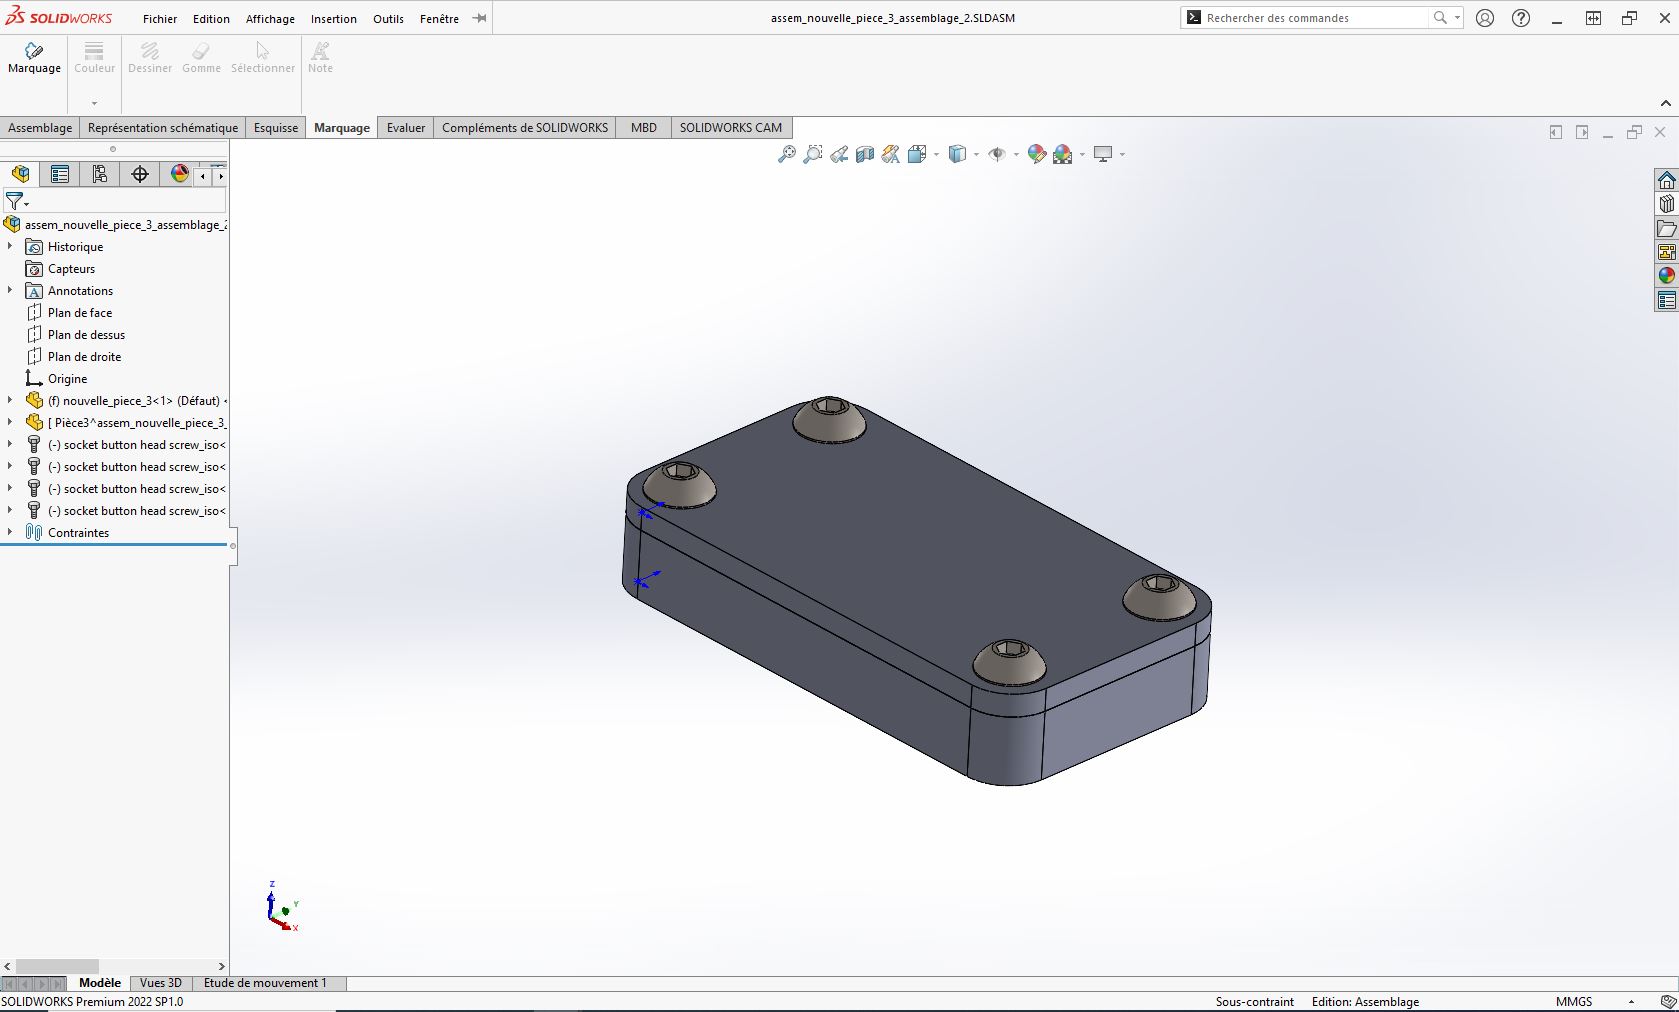 SOLIDWORKS
Fichier Edition Affichage Insertion Outils Fenêtre
assem_nouvelle_piece_3_assemblage_2.SLDASM
Rechercher des commandes
Marquage Couleur Dessiner Gomme Sélectionner Note
Assemblage Représentation schématique Esquisse Marquage Evaluer Compléments de SOLIDWORKS MBD SOLIDWORKS CAM
assem_nouvelle_piece_3_assemblage_2
Historique
Capteurs
Annotations
Plan de face
Plan de dessus
Plan de droite
Origine
(f) nouvelle_piece_3<1> (Défaut) <
[ Pièce3^assem_nouvelle_piece_3_
(-) socket button head screw_iso<
(-) socket button head screw_iso<
(-) socket button head screw_iso<
(-) socket button head screw_iso<
Contraintes
Z
Y
X
Modèle Vues 3D Etude de mouvement 1
SOLIDWORKS Premium 2022 SP1.0
Sous-contraint Edition: Assemblage MMGS